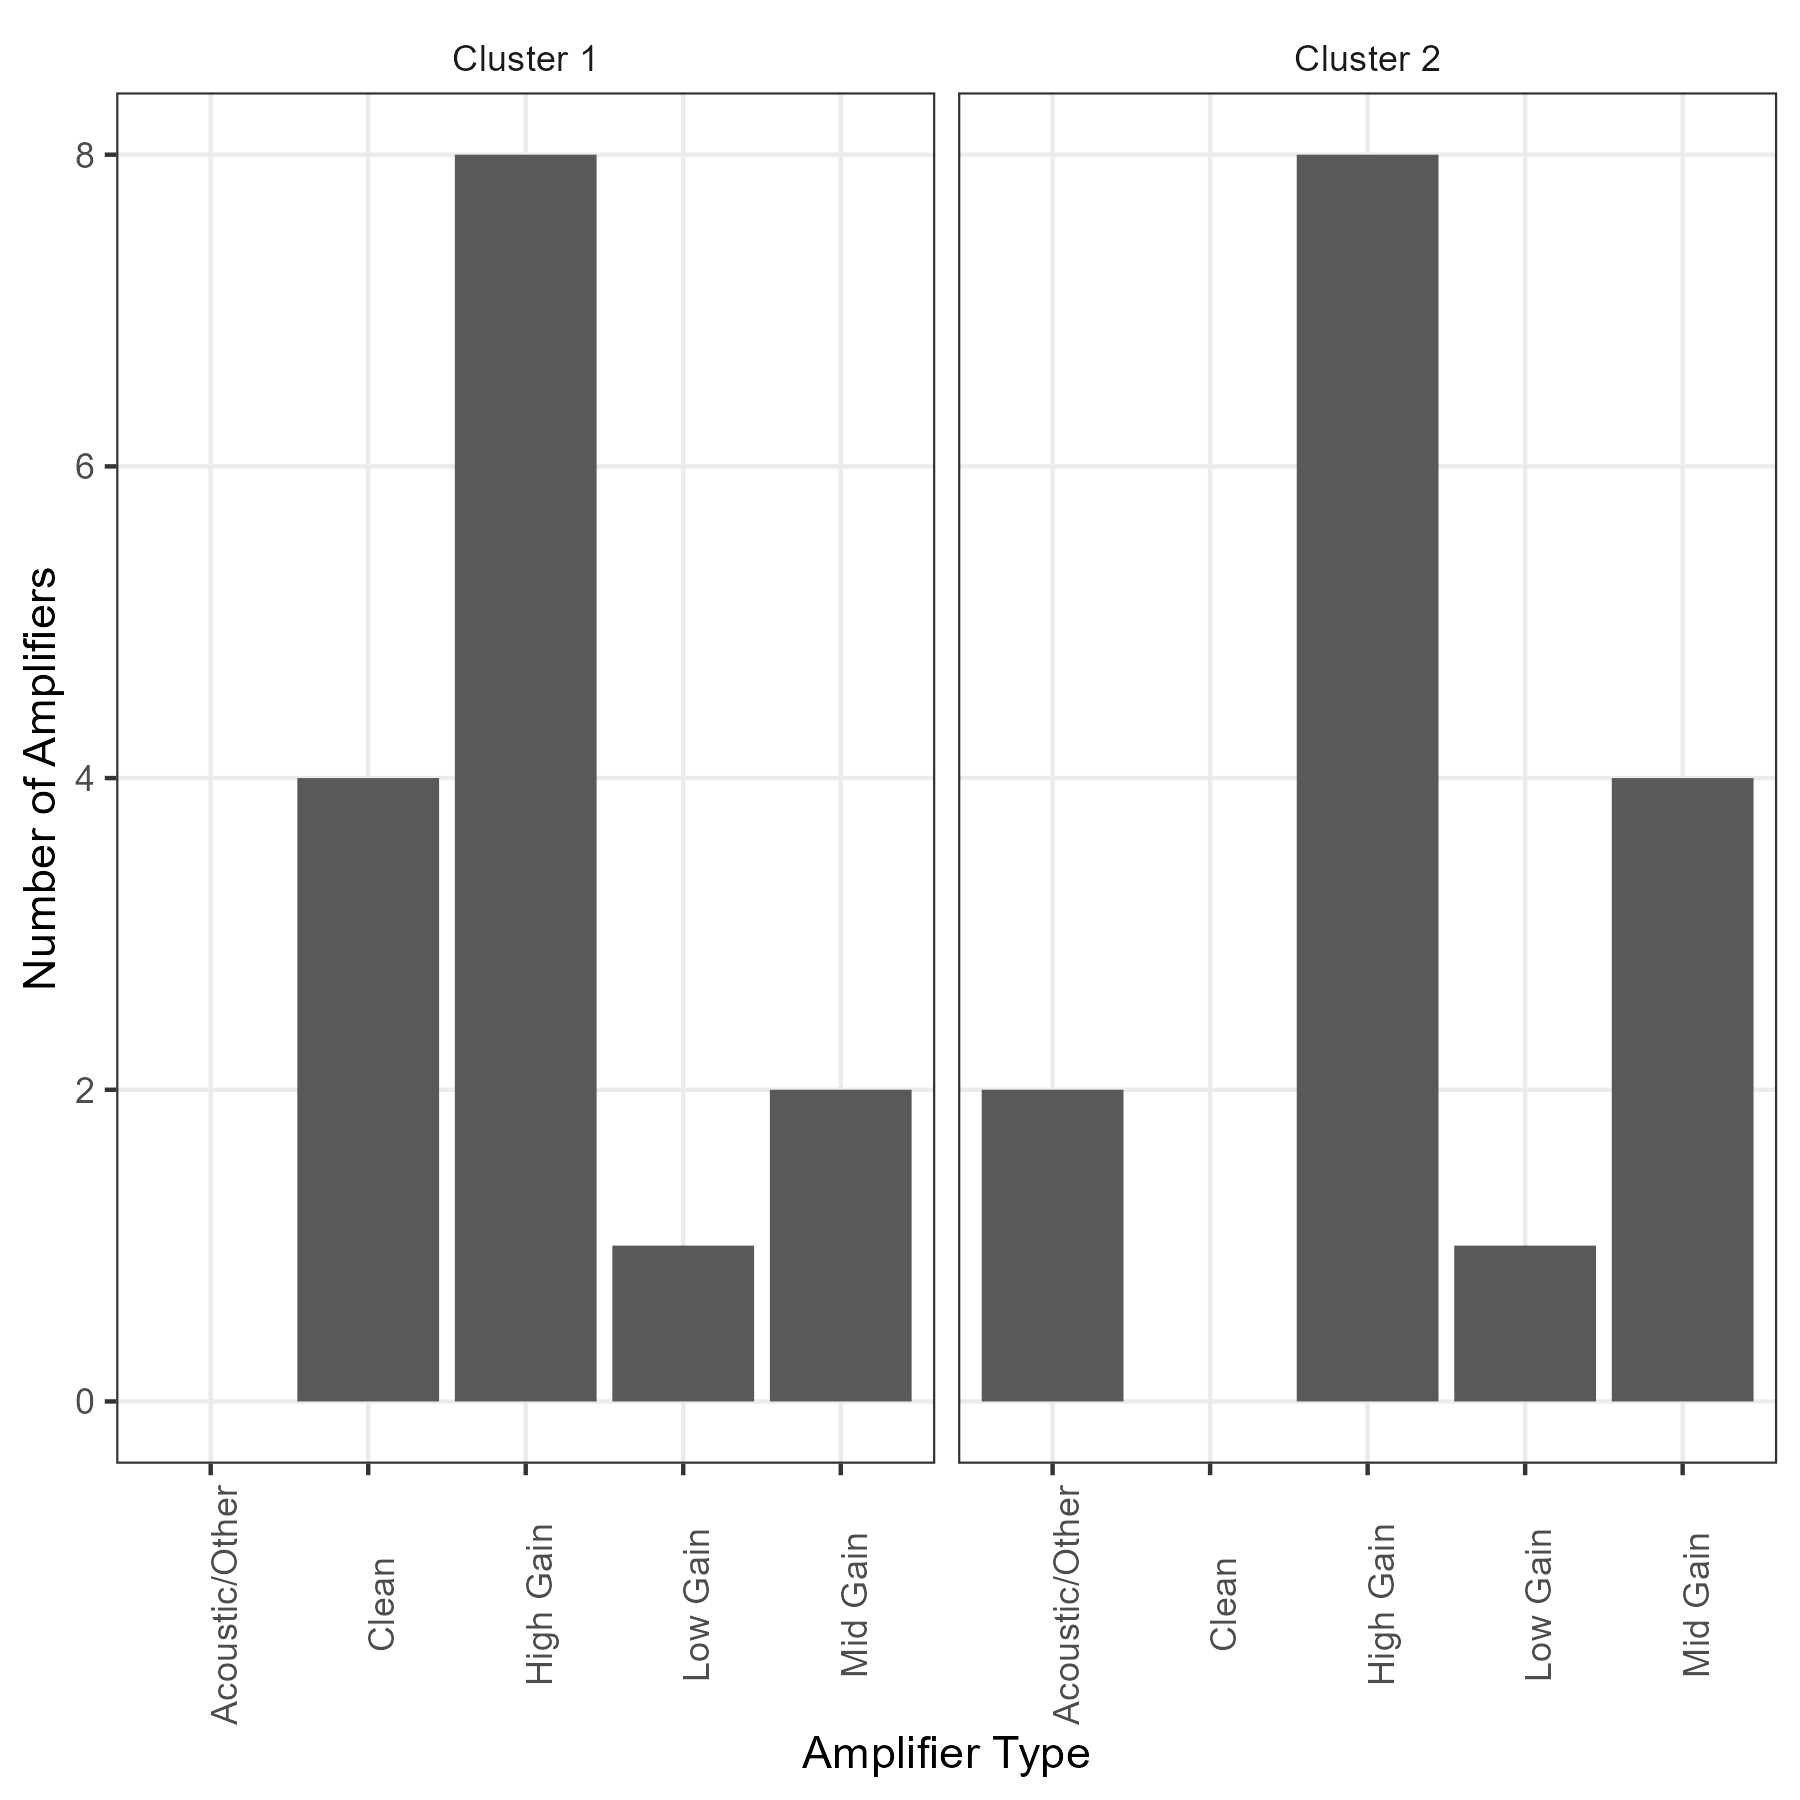 Cluster 1
Cluster 2
Number of Amplifiers
8
6
4
2
0
Acoustic/Other
Clean
High Gain
Low Gain
Mid Gain
Acoustic/Other
Clean
High Gain
Low Gain
Mid Gain
Amplifier Type